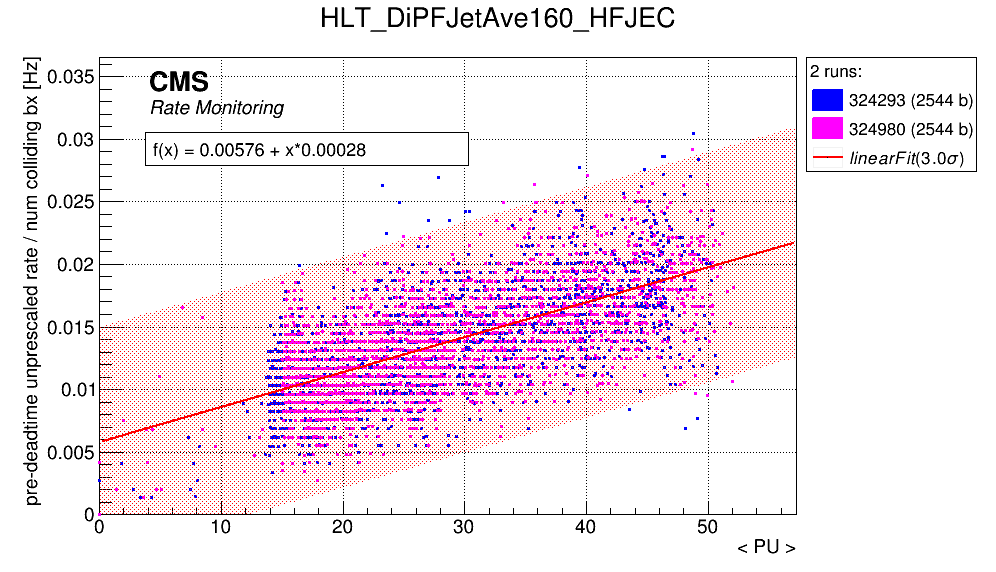 HLT_DiPFJetAve160_HFJEC
pre-deadtime unprescaled rate / num colliding bx [Hz]
0.035
0.03
0.025
0.02
0.015
0.01
0.005
0
CMS
Rate Monitoring
f(x) = 0.00576 + x*0.00028
2 runs:
324293 (2544 b)
324980 (2544 b)
linearFit(3.0σ)
0 10 20 30 40 50
< PU >